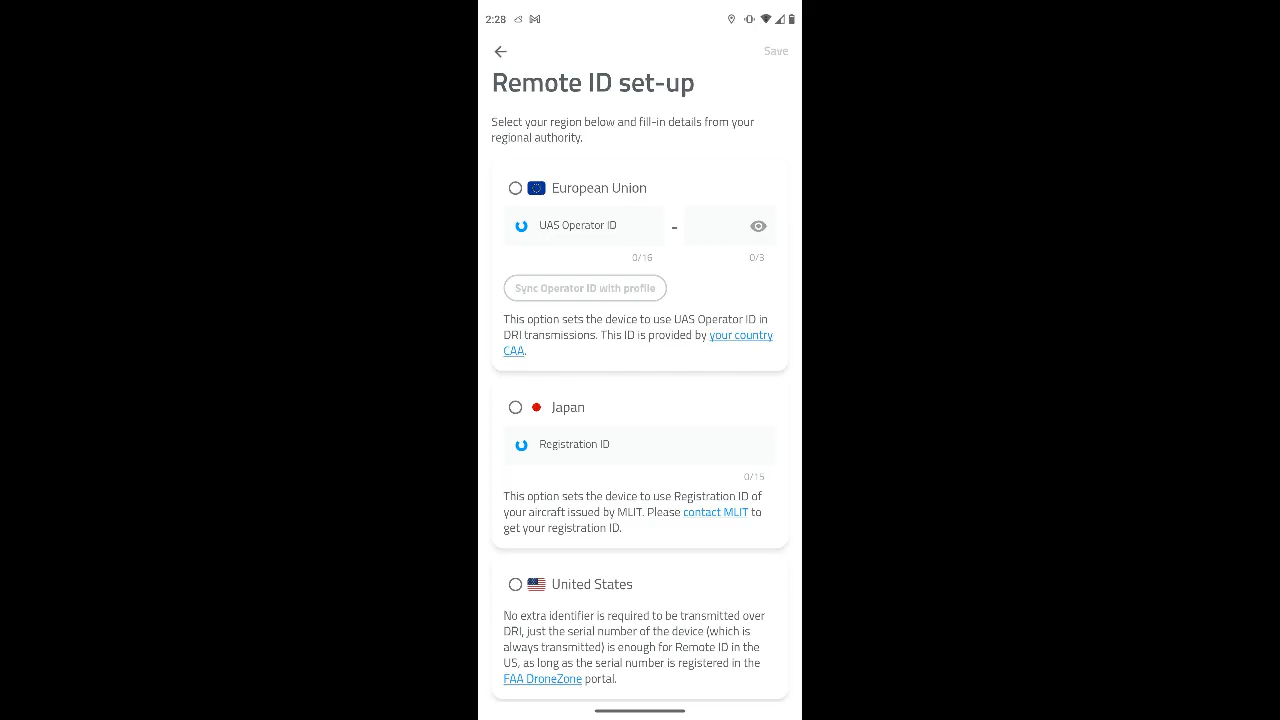 2:28
Save
Remote ID set-up
Select your region below and fill-in details from your
regional authority.
European Union
UAS Operator ID
-
0/16
0/3
Sync Operator ID with profile
This option sets the device to use UAS Operator ID in
DRI transmissions. This ID is provided by your country
CAA.
Japan
Registration ID
0/15
This option sets the device to use Registration ID of
your aircraft issued by MLIT. Please contact MLIT to
get your registration ID.
United States
No extra identifier is required to be transmitted over
DRI, just the serial number of the device (which is
always transmitted) is enough for Remote ID in the
US, as long as the serial number is registered in the
FAA DroneZone portal.